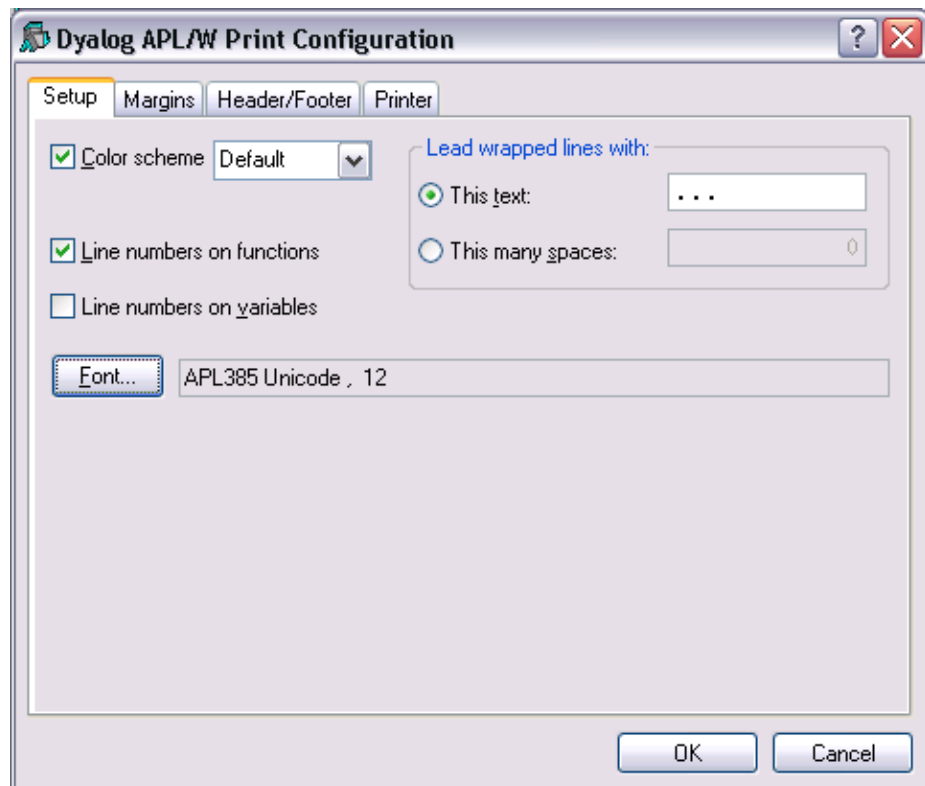 Dyalog APL/W Print Configuration
Setup Margins Header/Footer Printer
Color scheme Default
Lead wrapped lines with:
This text: ...
Line numbers on functions
This many spaces: 0
Line numbers on variables
Font... APL385 Unicode , 12
OK Cancel